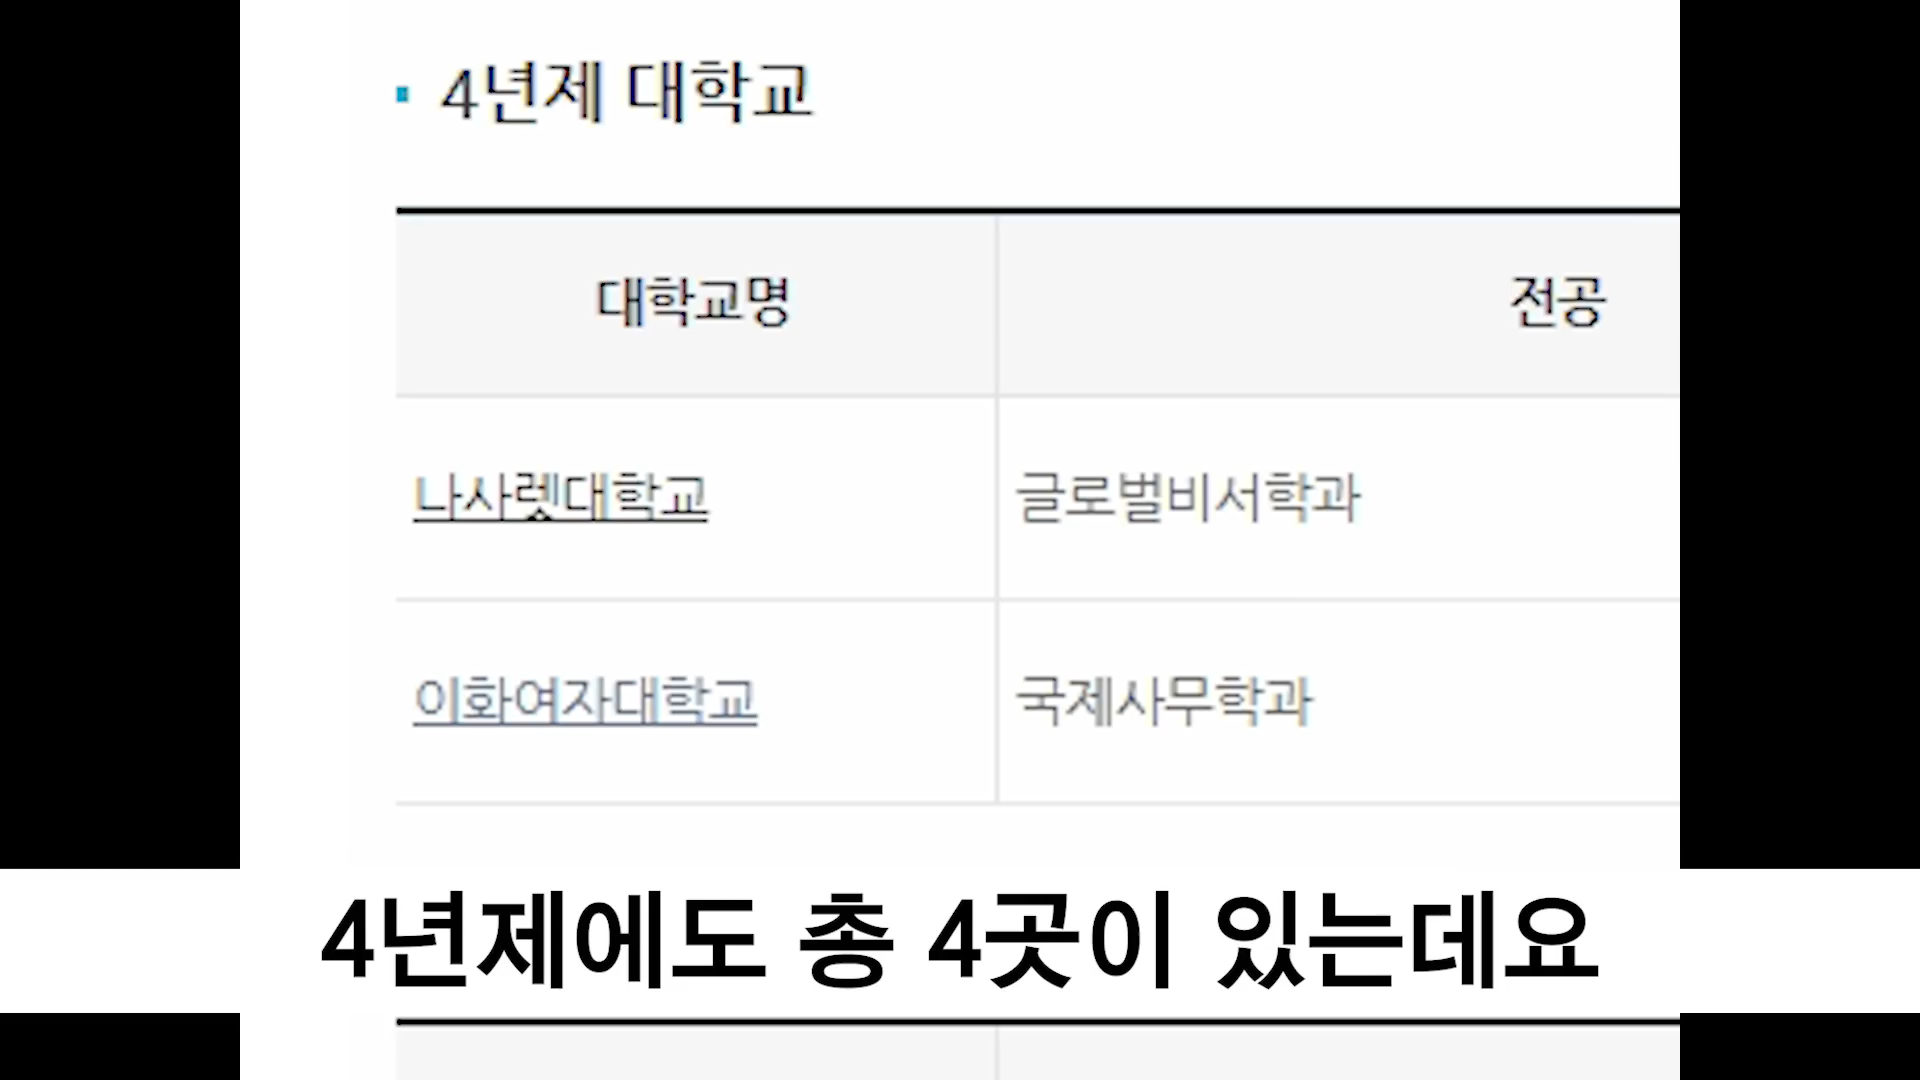 4년제 대학교
대학교명 전공
나사렛대학교 글로벌비서학과
이화여자대학교 국제사무학과
4년제에도 총 4곳이 있는데요